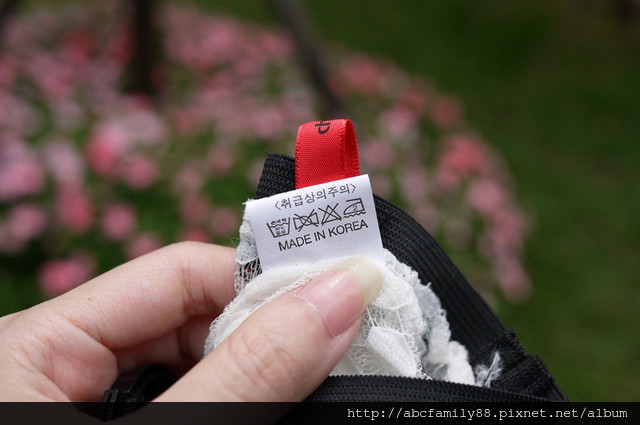 <취급상의주의>
MADE IN KOREA
http://abcfamily88.pixnet.net/album